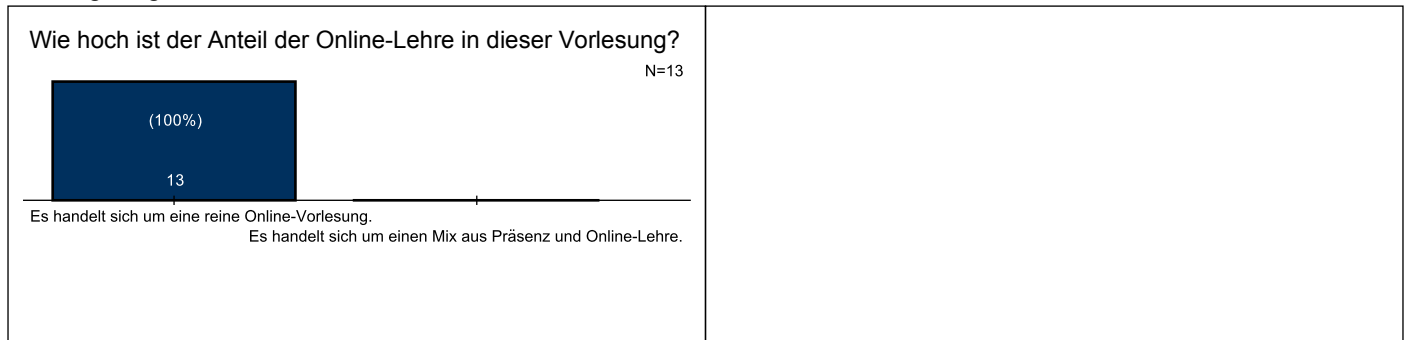 Wie hoch ist der Anteil der Online-Lehre in dieser Vorlesung?
N=13
(100%)
13
Es handelt sich um eine reine Online-Vorlesung.
Es handelt sich um einen Mix aus Präsenz und Online-Lehre.